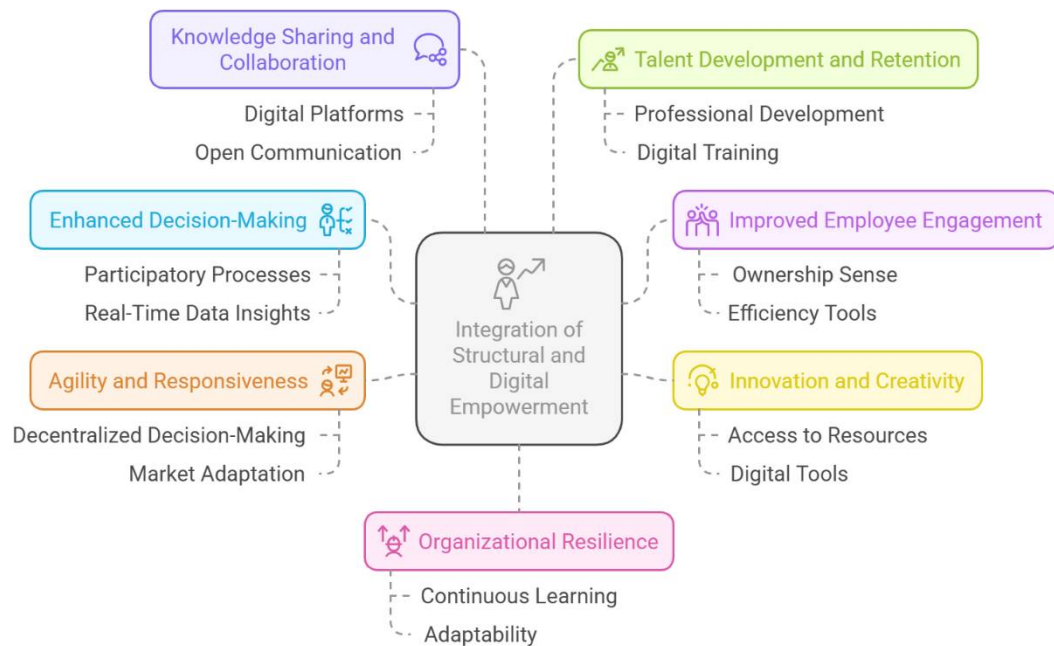 Knowledge Sharing and
Collaboration
Digital Platforms
Open Communication
Talent Development and Retention
Professional Development
Digital Training
Enhanced Decision-Making
Participatory Processes
Real-Time Data Insights
Improved Employee Engagement
Ownership Sense
Efficiency Tools
Integration of
Structural and
Digital
Empowerment
Agility and Responsiveness
Decentralized Decision-Making
Market Adaptation
Innovation and Creativity
Access to Resources
Digital Tools
Organizational Resilience
Continuous Learning
Adaptability